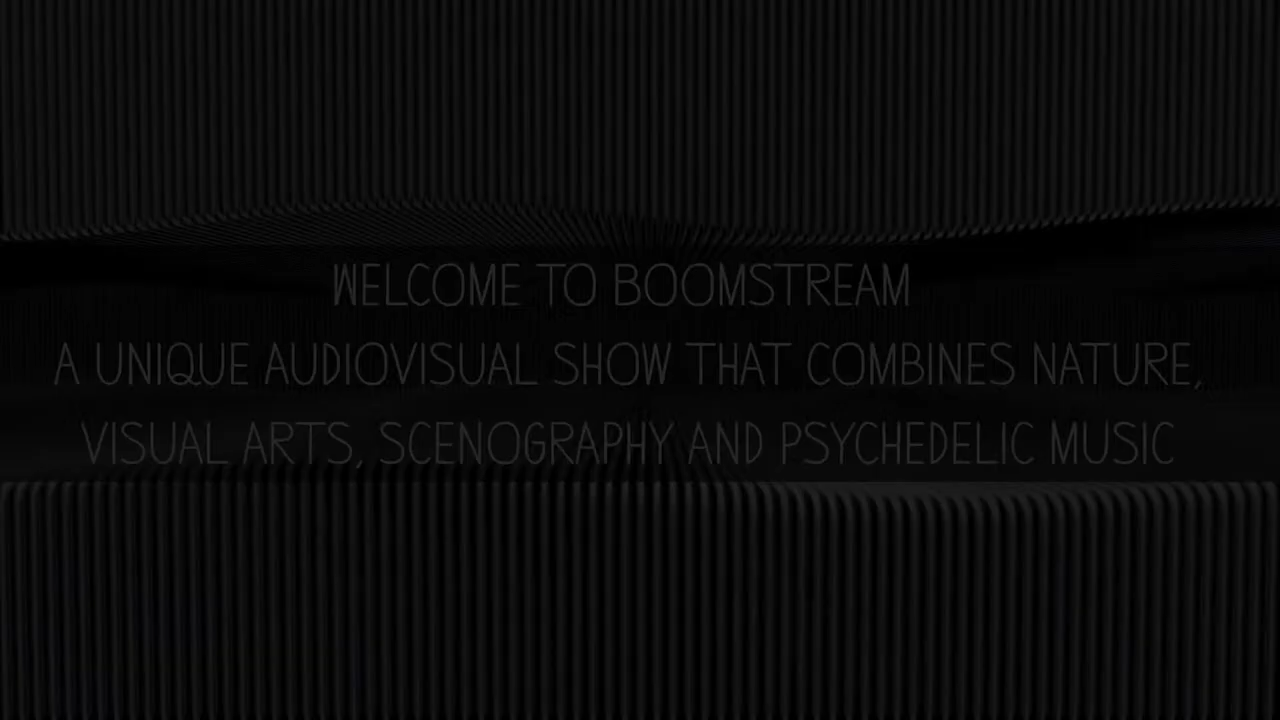 WELCOME TO BOOMSTREAM
A UNIQUE AUDIOVISUAL SHOW THAT COMBINES NATURE,
VISUAL ARTS, SCENOGRAPHY AND PSYCHEDELIC MUSIC